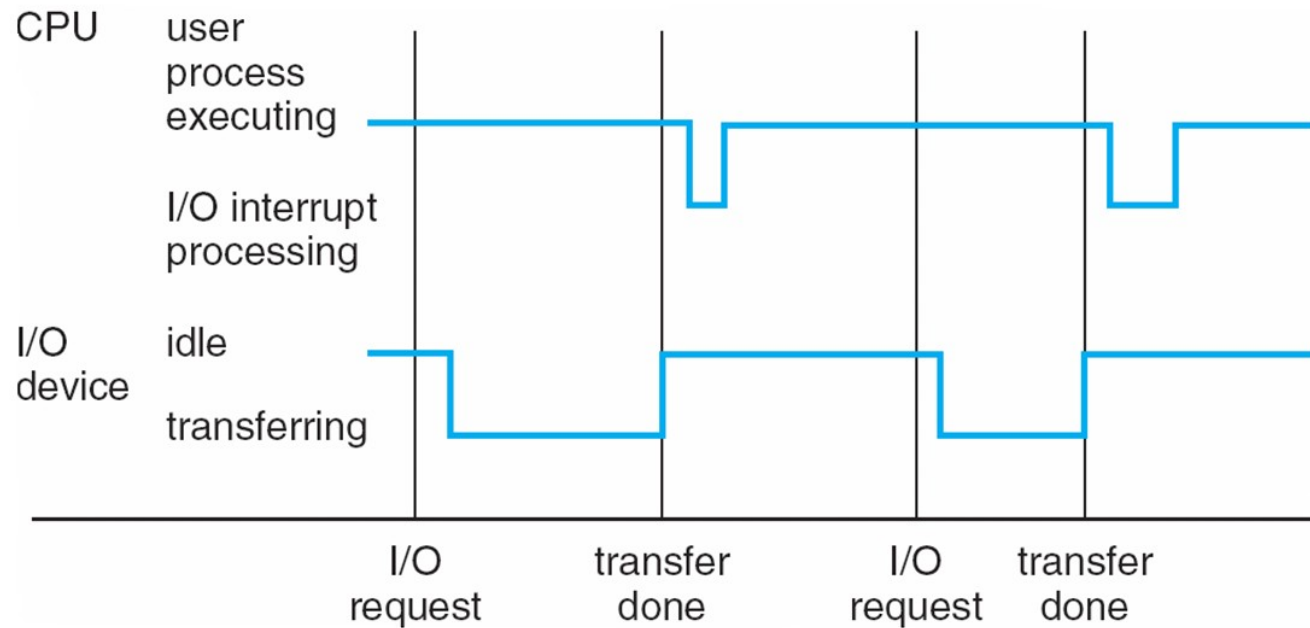 CPU
user
process
executing
I/O interrupt
processing
I/O
device
idle
transferring
I/O
request
transfer
done
I/O
request
transfer
done